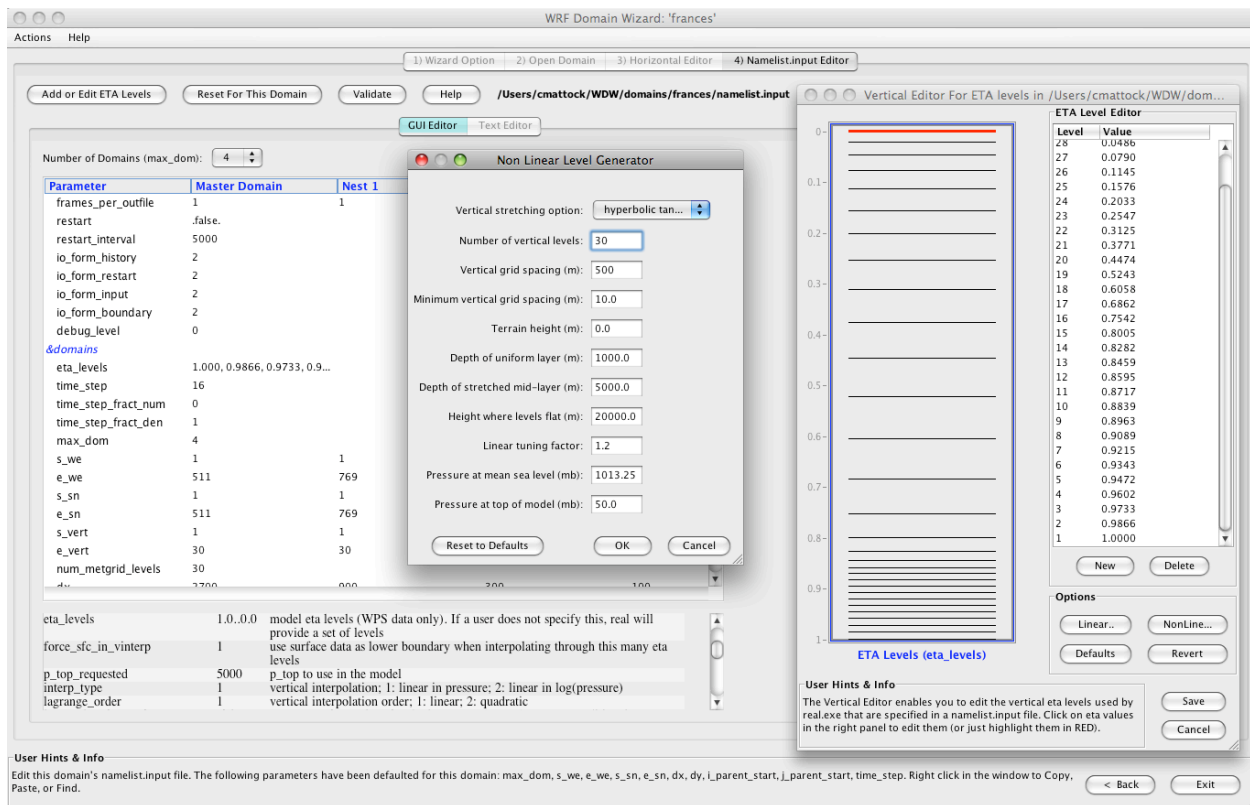 WRF Domain Wizard: 'frances'
Actions Help
1) Wizard Option 2) Open Domain 3) Horizontal Editor 4) Namelist.input Editor
Add or Edit ETA Levels Reset For This Domain Validate Help /Users/cmattock/WDW/domains/frances/namelist.input
GUI Editor Text Editor
Number of Domains (max_dom): 4
Parameter Master Domain Nest 1
frames_per_outfile 1 1
restart .false.
restart_interval 5000
io_form_history 2
io_form_restart 2
io_form_input 2
io_form_boundary 2
debug_level 0
&domains
eta_levels 1.000, 0.9866, 0.9733, 0.9...
time_step 16
time_step_fract_num 0
time_step_fract_den 1
max_dom 4
s_we 1 1
e_we 511 769
s_sn 1 1
e_sn 511 769
s_vert 1 1
e_vert 30 30
num_metgrid_levels 30
dx 2700 900 300 100
eta_levels 1.0..0.0 model eta levels (WPS data only). If a user does not specify this, real will
provide a set of levels
force_sfc_in_vinterp 1 use surface data as lower boundary when interpolating through this many eta
levels
p_top_requested 5000 p_top to use in the model
interp_type 1 vertical interpolation; 1: linear in pressure; 2: linear in log(pressure)
lagrange_order 1 vertical interpolation order; 1: linear; 2: quadratic
Non Linear Level Generator
Vertical stretching option: hyperbolic tan...
Number of vertical levels: 30
Vertical grid spacing (m): 500
Minimum vertical grid spacing (m): 10.0
Terrain height (m): 0.0
Depth of uniform layer (m): 1000.0
Depth of stretched mid-layer (m): 5000.0
Height where levels flat (m): 20000.0
Linear tuning factor: 1.2
Pressure at mean sea level (mb): 1013.25
Pressure at top of model (mb): 50.0
Reset to Defaults OK Cancel
Vertical Editor For ETA levels in /Users/cmattock/WDW/dom...
0-
0.1-
0.2-
0.3-
0.4-
0.5-
0.6-
0.7-
0.8-
0.9-
1-
ETA Levels (eta_levels)
ETA Level Editor
Level Value
28 0.0486
27 0.0790
26 0.1145
25 0.1576
24 0.2033
23 0.2547
22 0.3125
21 0.3771
20 0.4474
19 0.5243
18 0.6058
17 0.6862
16 0.7542
15 0.8005
14 0.8282
13 0.8459
12 0.8595
11 0.8717
10 0.8839
9 0.8963
8 0.9089
7 0.9215
6 0.9343
5 0.9472
4 0.9602
3 0.9733
2 0.9866
1 1.0000
New Delete
Options
Linear.. NonLine...
Defaults Revert
User Hints & Info
The Vertical Editor enables you to edit the vertical eta levels used by
real.exe that are specified in a namelist.input file. Click on eta values
in the right panel to edit them (or just highlight them in RED).
Save
Cancel
User Hints & Info
Edit this domain's namelist.input file. The following parameters have been defaulted for this domain: max_dom, s_we, e_we, s_sn, e_sn, dx, dy, i_parent_start, j_parent_start, time_step. Right click in the window to Copy,
Paste, or Find.
< Back Exit